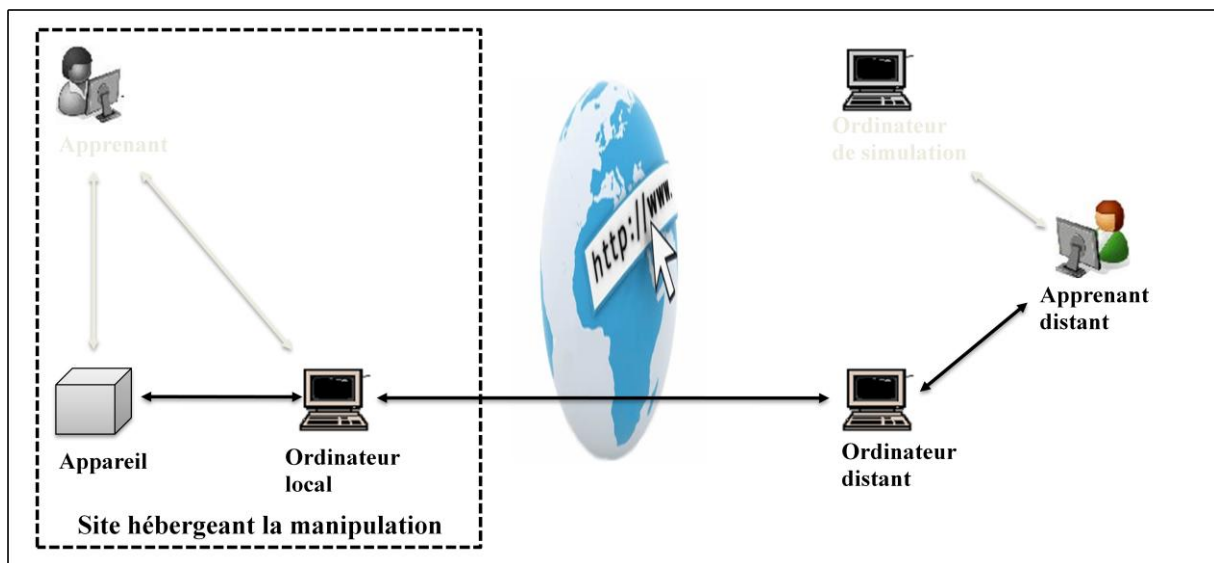 Apprenant
Ordinateur
de simulation
http://www.
Apprenant
distant
Appareil
Ordinateur
local
Ordinateur
distant
Site hébergeant la manipulation